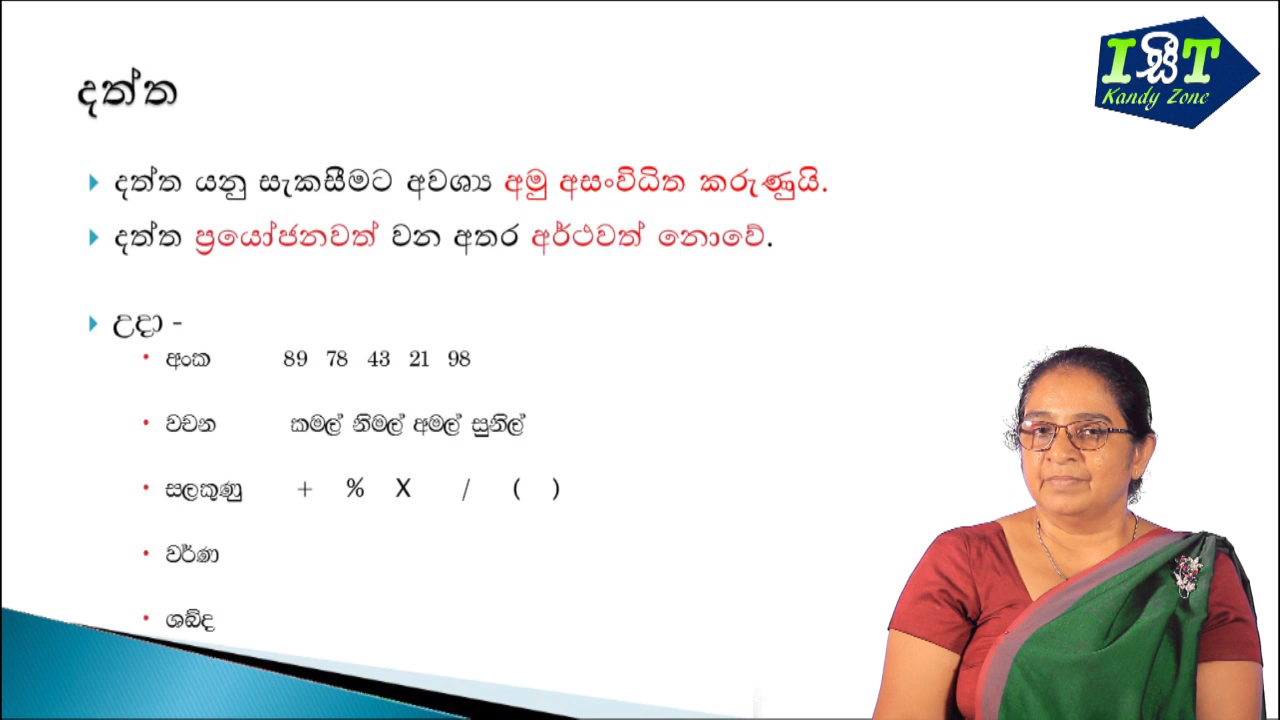 I සී T
Kandy Zone
දත්ත
දත්ත යනු සැකසීමට අවශ්‍ය අමු අසංවිධිත කරුණුයි.
දත්ත ප්‍රයෝජනවත් වන අතර අර්ථවත් නොවේ.
උදා -
අංක 89 78 43 21 98
වචන කමල් නිමල් අමල් සුනිල්
සලකුණු + % X / ( )
වර්ණ
ශබ්ද